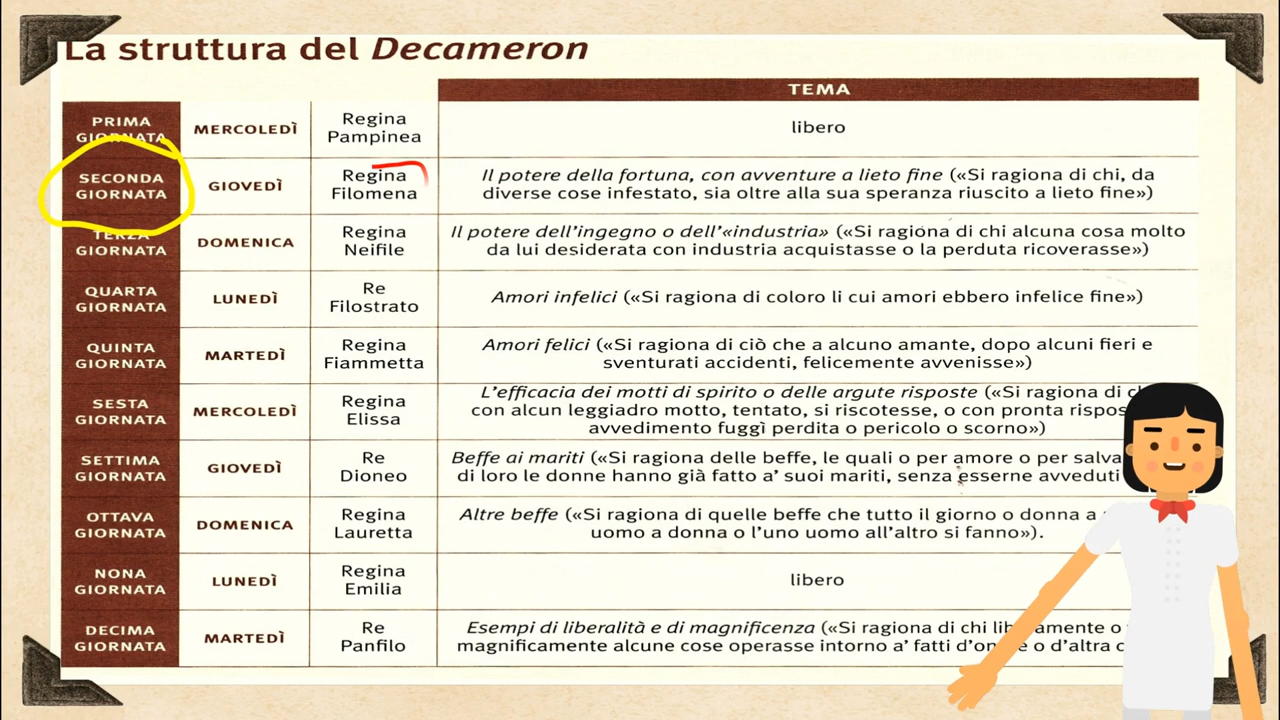 La struttura del Decameron
TEMA
PRIMA
GIORNATA
MERCOLEDÌ
Regina
Pampinea
libero
SECONDA
GIORNATA
GIOVEDÌ
Regina
Filomena
Il potere della fortuna, con avventure a lieto fine («Si ragiona di chi, da
diverse cose infestato, sia oltre alla sua speranza riuscito a lieto fine»)
TERZA
GIORNATA
DOMENICA
Regina
Neifile
Il potere dell'ingegno o dell'«industria» («Si ragiona di chi alcuna cosa molto
da lui desiderata con industria acquistasse o la perduta ricoverasse»)
QUARTA
GIORNATA
LUNEDÌ
Re
Filostrato
Amori infelici («Si ragiona di coloro li cui amori ebbero infelice fine»)
QUINTA
GIORNATA
MARTEDÌ
Regina
Fiammetta
Amori felici («Si ragiona di ciò che a alcuno amante, dopo alcuni fieri e
sventurati accidenti, felicemente avvenisse»)
SESTA
GIORNATA
MERCOLEDÌ
Regina
Elissa
L'efficacia dei motti di spirito o delle argute risposte («Si ragiona di
con alcun leggiadro motto, tentato, si riscotesse, o con pronta
avvedimento fuggì perdita o pericolo o scorno»)
SETTIMA
GIORNATA
GIOVEDÌ
Re
Dioneo
Beffe ai mariti («Si ragiona delle beffe, le quali o per amore o per
di loro le donne hanno già fatto a' suoi mariti, senza esserne avveduti
OTTAVA
GIORNATA
DOMENICA
Regina
Lauretta
Altre beffe («Si ragiona di quelle beffe che tutto il giorno o donna a
uomo a donna o l'uno uomo all'altro si fanno»).
NONA
GIORNATA
LUNEDÌ
Regina
Emilia
libero
DECIMA
GIORNATA
MARTEDÌ
Re
Panfilo
Esempi di liberalità e di magnificenza («Si ragiona di chi o
magnificamente alcune cose operasse intorno a' fatti o d'altra